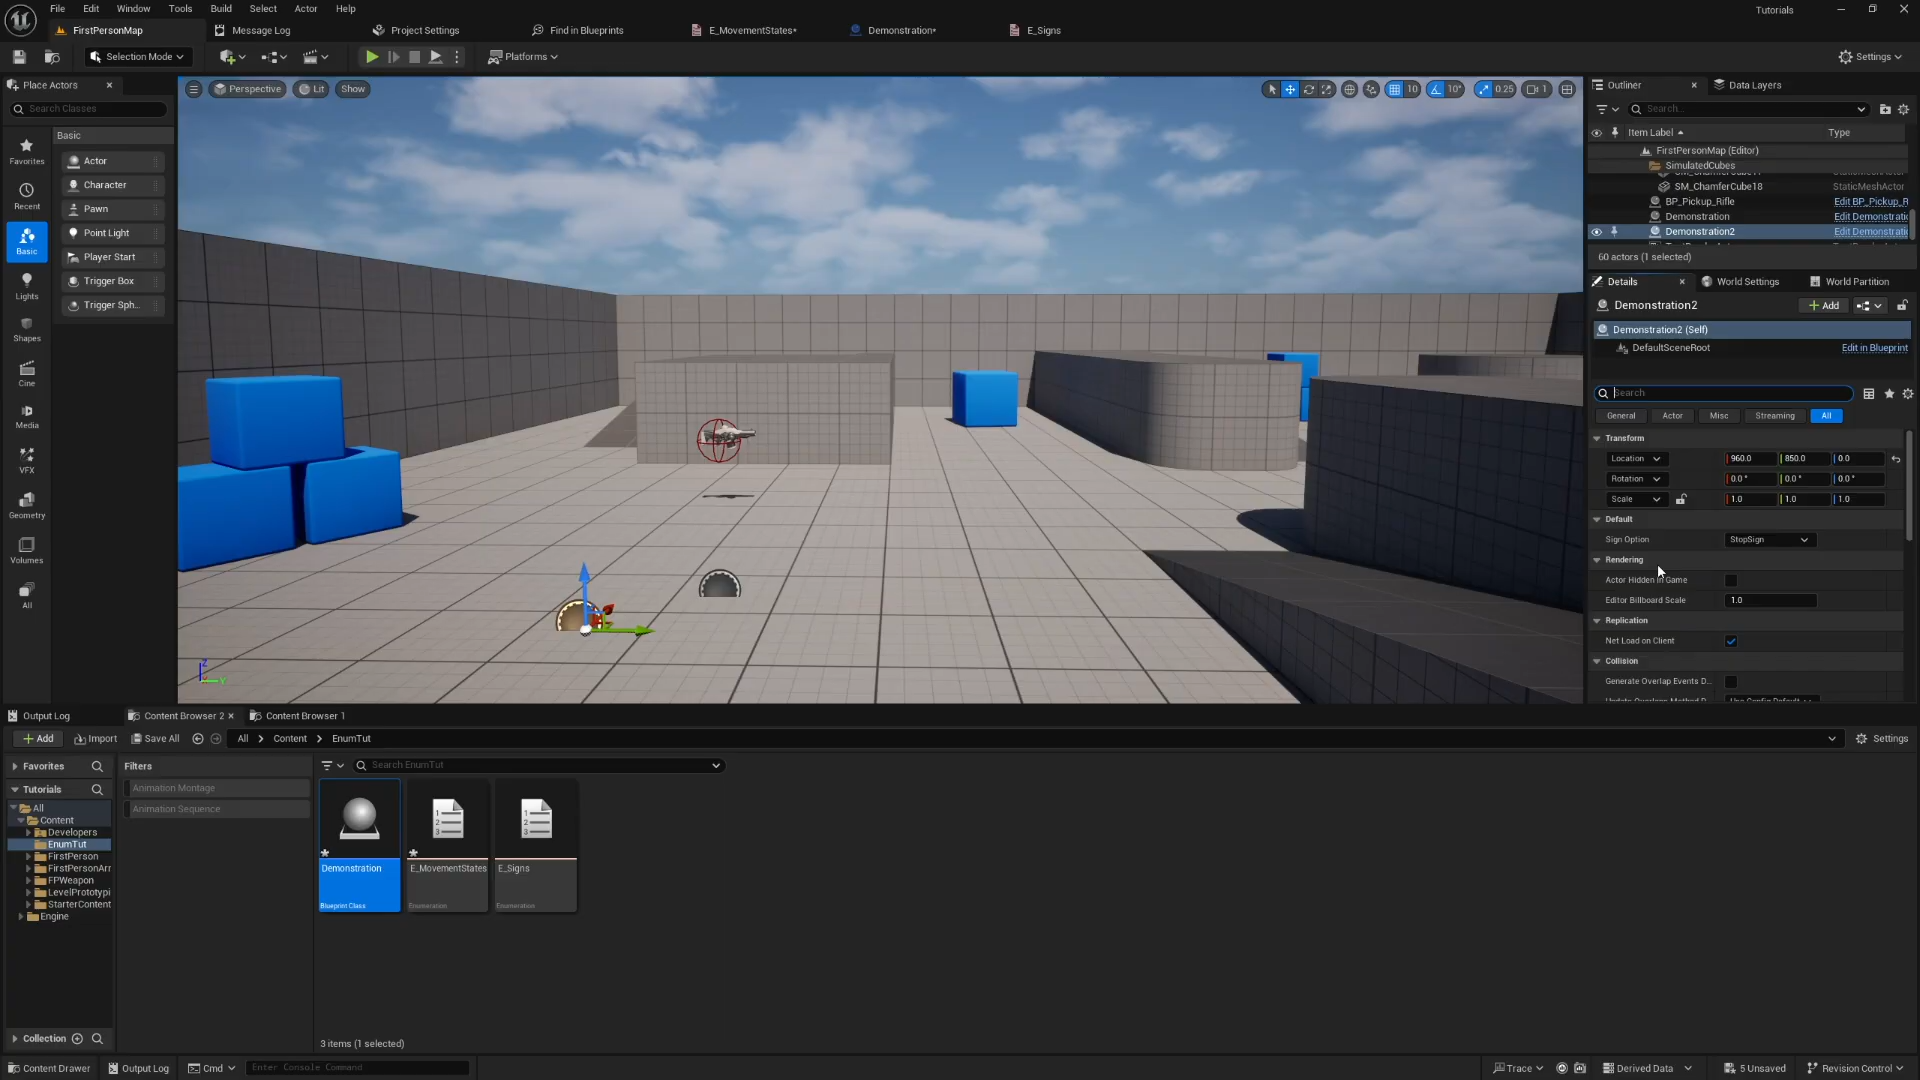 File Edit Window Tools Build Select Actor Help
Tutorials
FirstPersonMap
Message Log
Project Settings
Find in Blueprints
E_MovementStates*
Demonstration*
E_Signs
Selection Mode
Platforms
Settings
Place Actors
Search Classes
Basic
Favorites
Recent
Basic
Lights
Shapes
Cine
Media
VFX
Geometry
Volumes
All
Actor
Character
Pawn
Point Light
Player Start
Trigger Box
Trigger Sph...
Perspective
Lit
Show
10
10°
0.25
1
Z
Y
Outliner
Data Layers
Search...
Item Label
Type
FirstPersonMap (Editor)
SimulatedCubes
SM_ChamferCube18 StaticMeshActor
BP_Pickup_Rifle Edit BP_Pickup_R
Demonstration Edit Demonstratio
Demonstration2 Edit Demonstratio
60 actors (1 selected)
Details
World Settings
World Partition
Demonstration2
Add
Demonstration2 (Self)
DefaultSceneRoot Edit in Blueprint
Search
General Actor Misc Streaming All
Transform
Location 960.0 850.0 0.0
Rotation 0.0° 0.0° 0.0°
Scale 1.0 1.0 1.0
Default
Sign Option StopSign
Rendering
Actor Hidden In Game
Editor Billboard Scale 1.0
Replication
Net Load on Client
Collision
Generate Overlap Events D...
Output Log
Content Browser 2
Content Browser 1
Add
Import
Save All
All > Content > EnumTut
Settings
Favorites
Tutorials
All
Content
Developers
EnumTut
FirstPerson
FirstPersonArr
FPWeapon
LevelPrototypi
StarterContent
Engine
Collection
Filters
Animation Montage
Animation Sequence
Search EnumTut
Demonstration
Blueprint Class
E_MovementStates
Enumeration
E_Signs
Enumeration
3 items (1 selected)
Content Drawer
Output Log
Cmd
Enter Console Command
Trace
Derived Data
5 Unsaved
Revision Control